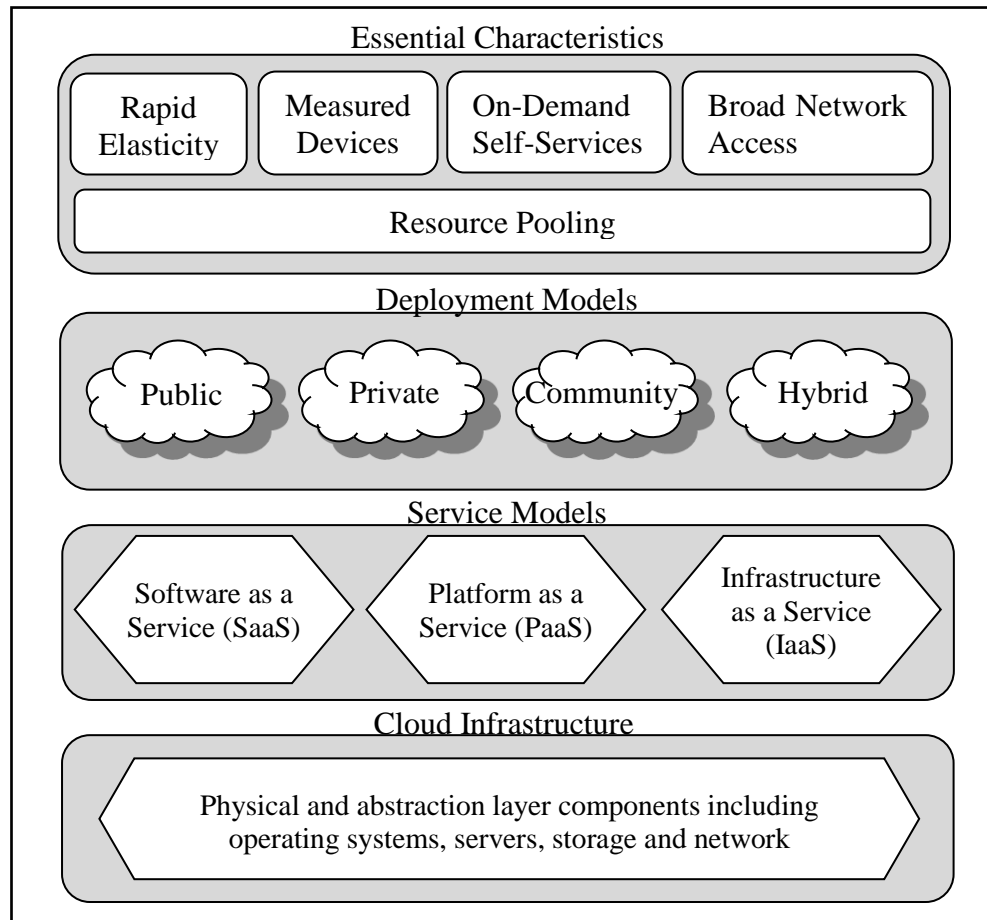 Essential Characteristics
Rapid
Elasticity
Measured
Devices
On-Demand
Self-Services
Broad Network
Access
Resource Pooling
Deployment Models
Public
Private
Community
Hybrid
Service Models
Software as a
Service (SaaS)
Platform as a
Service (PaaS)
Infrastructure
as a Service
(IaaS)
Cloud Infrastructure
Physical and abstraction layer components including
operating systems, servers, storage and network